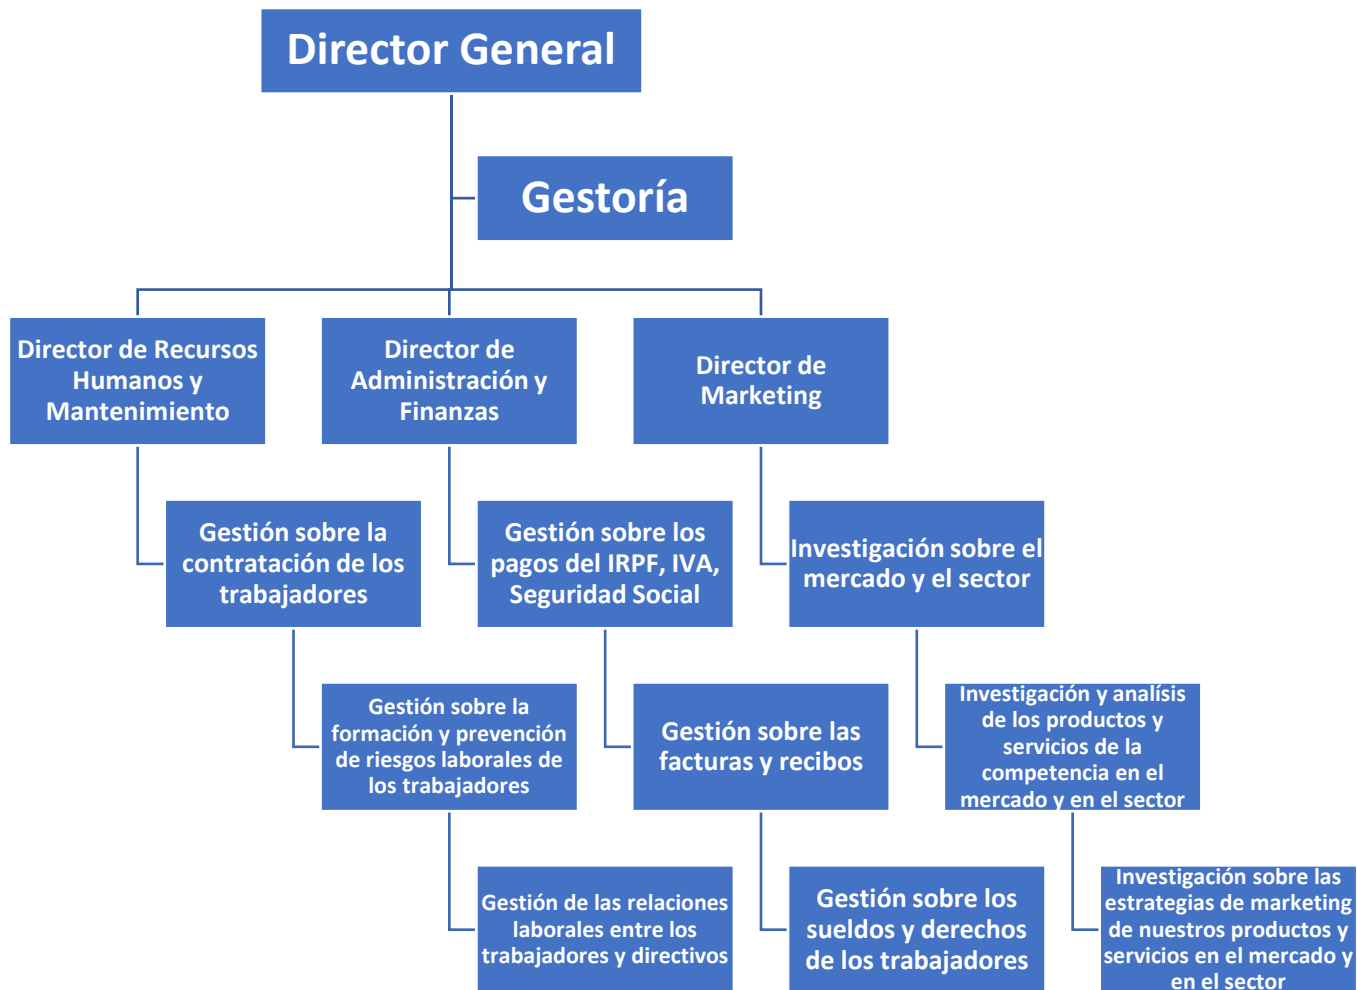 Director General
Gestoría
Director de Recursos
Humanos y
Mantenimiento
Director de
Administración y
Finanzas
Director de
Marketing
Gestión sobre la
contratación de los
trabajadores
Gestión sobre los
pagos del IRPF, IVA,
Seguridad Social
Investigación sobre el
mercado y el sector
Gestión sobre la
formación y prevención
de riesgos laborales de
los trabajadores
Gestión sobre las
facturas y recibos
Investigación y analísis
de los productos y
servicios de la
competencia en el
mercado y en el sector
Gestión de las relaciones
laborales entre los
trabajadores y directivos
Gestión sobre los
sueldos y derechos
de los trabajadores
Investigación sobre las
estrategias de marketing
de nuestros productos y
servicios en el mercado y
en el sector